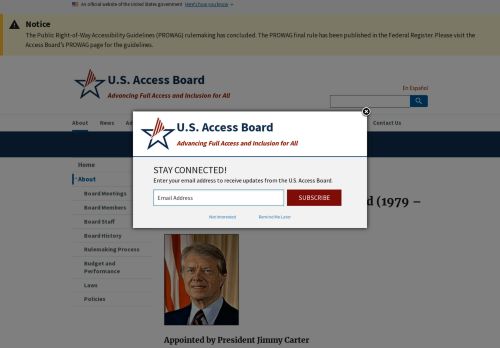 An official website of the United States government Here's how you know
Notice
The Public Right-of-Way Accessibility Guidelines (PROWAG) rulemaking has concluded. The PROWAG final rule has been published in the Federal Register. Please visit the
Access Board's PROWAG page for the guidelines.
U.S. Access Board
Advancing Full Access and Inclusion for All
En Español
About News Contact Us
U.S. Access Board
Advancing Full Access and Inclusion for All
STAY CONNECTED!
Enter your email address to receive updates from the U.S. Access Board.
Email Address
SUBSCRIBE
Not Interested Remind Me Later
Home
About
Board Meetings
Board Members
Board Staff
Board History
Rulemaking Process
Budget and
Performance
Laws
Policies
(1979 –
Appointed by President Jimmy Carter